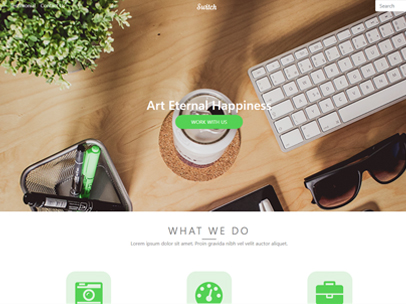 Switch
Search
Art Eternal Happiness
WORK WITH US
WHAT WE DO
Lorem ipsum dolor sit amet. Proin gravida nibh vel velit auctor aliquet.